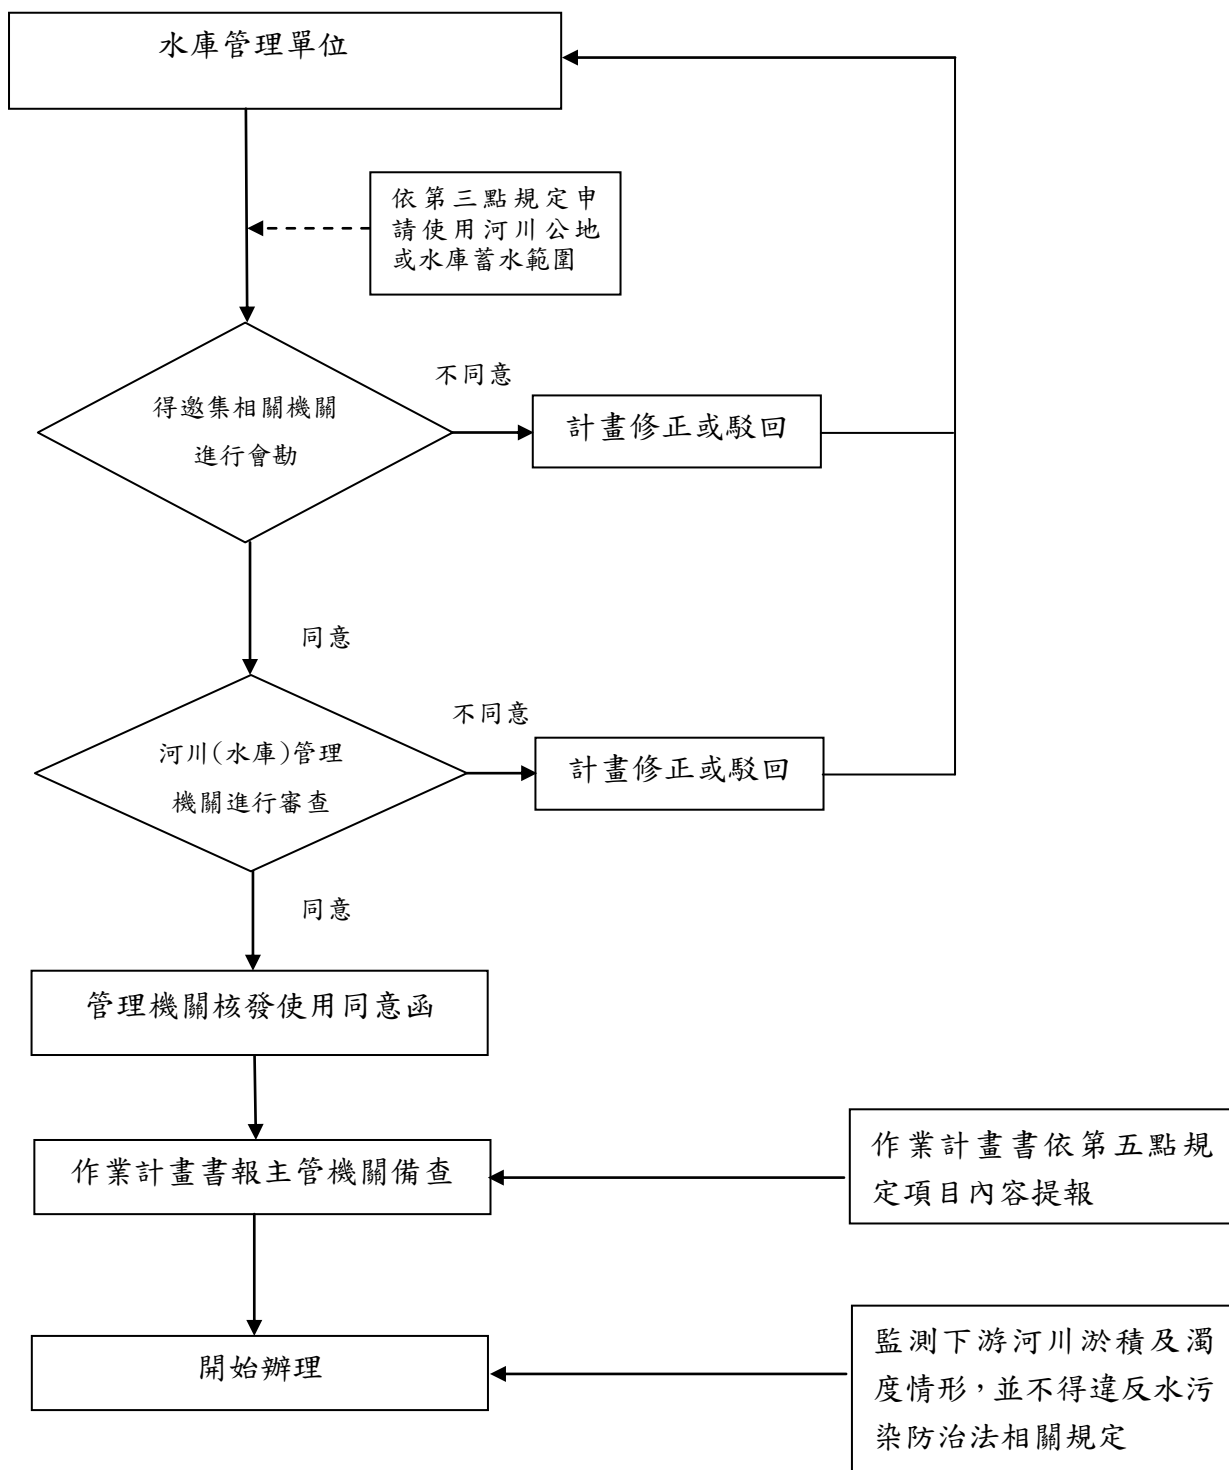 水庫管理單位
依第三點規定申
請使用河川公地
或水庫蓄水範圍
不同意
得邀集相關機關
進行會勘
計畫修正或駁回
同意
不同意
河川(水庫)管理
機關進行審查
計畫修正或駁回
同意
管理機關核發使用同意函
作業計畫書報主管機關備查
作業計畫書依第五點規
定項目內容提報
開始辦理
監測下游河川淤積及濁
度情形，並不得違反水污
染防治法相關規定